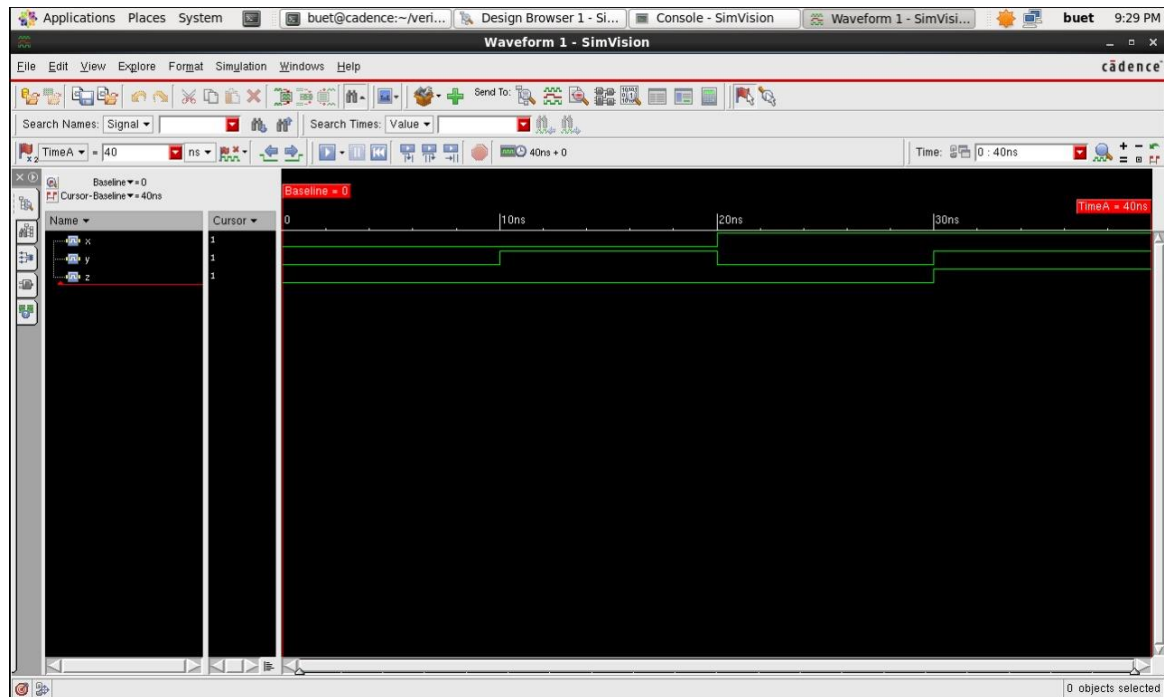 Applications Places System buet@cadence:~/veri... Design Browser 1 - Si... Console - SimVision Waveform 1 - SimVisi... buet 9:29 PM
Waveform 1 - SimVision
File Edit View Explore Format Simulation Windows Help cādence
Send To:
Search Names: Signal Search Times: Value
TimeA = 40 ns 40ns + 0 Time: 0 : 40ns
Baseline = 0
Cursor-Baseline = 40ns
Baseline = 0
TimeA = 40ns
Name Cursor 0 10ns 20ns 30ns
x 1
y 1
z 1
0 objects selected